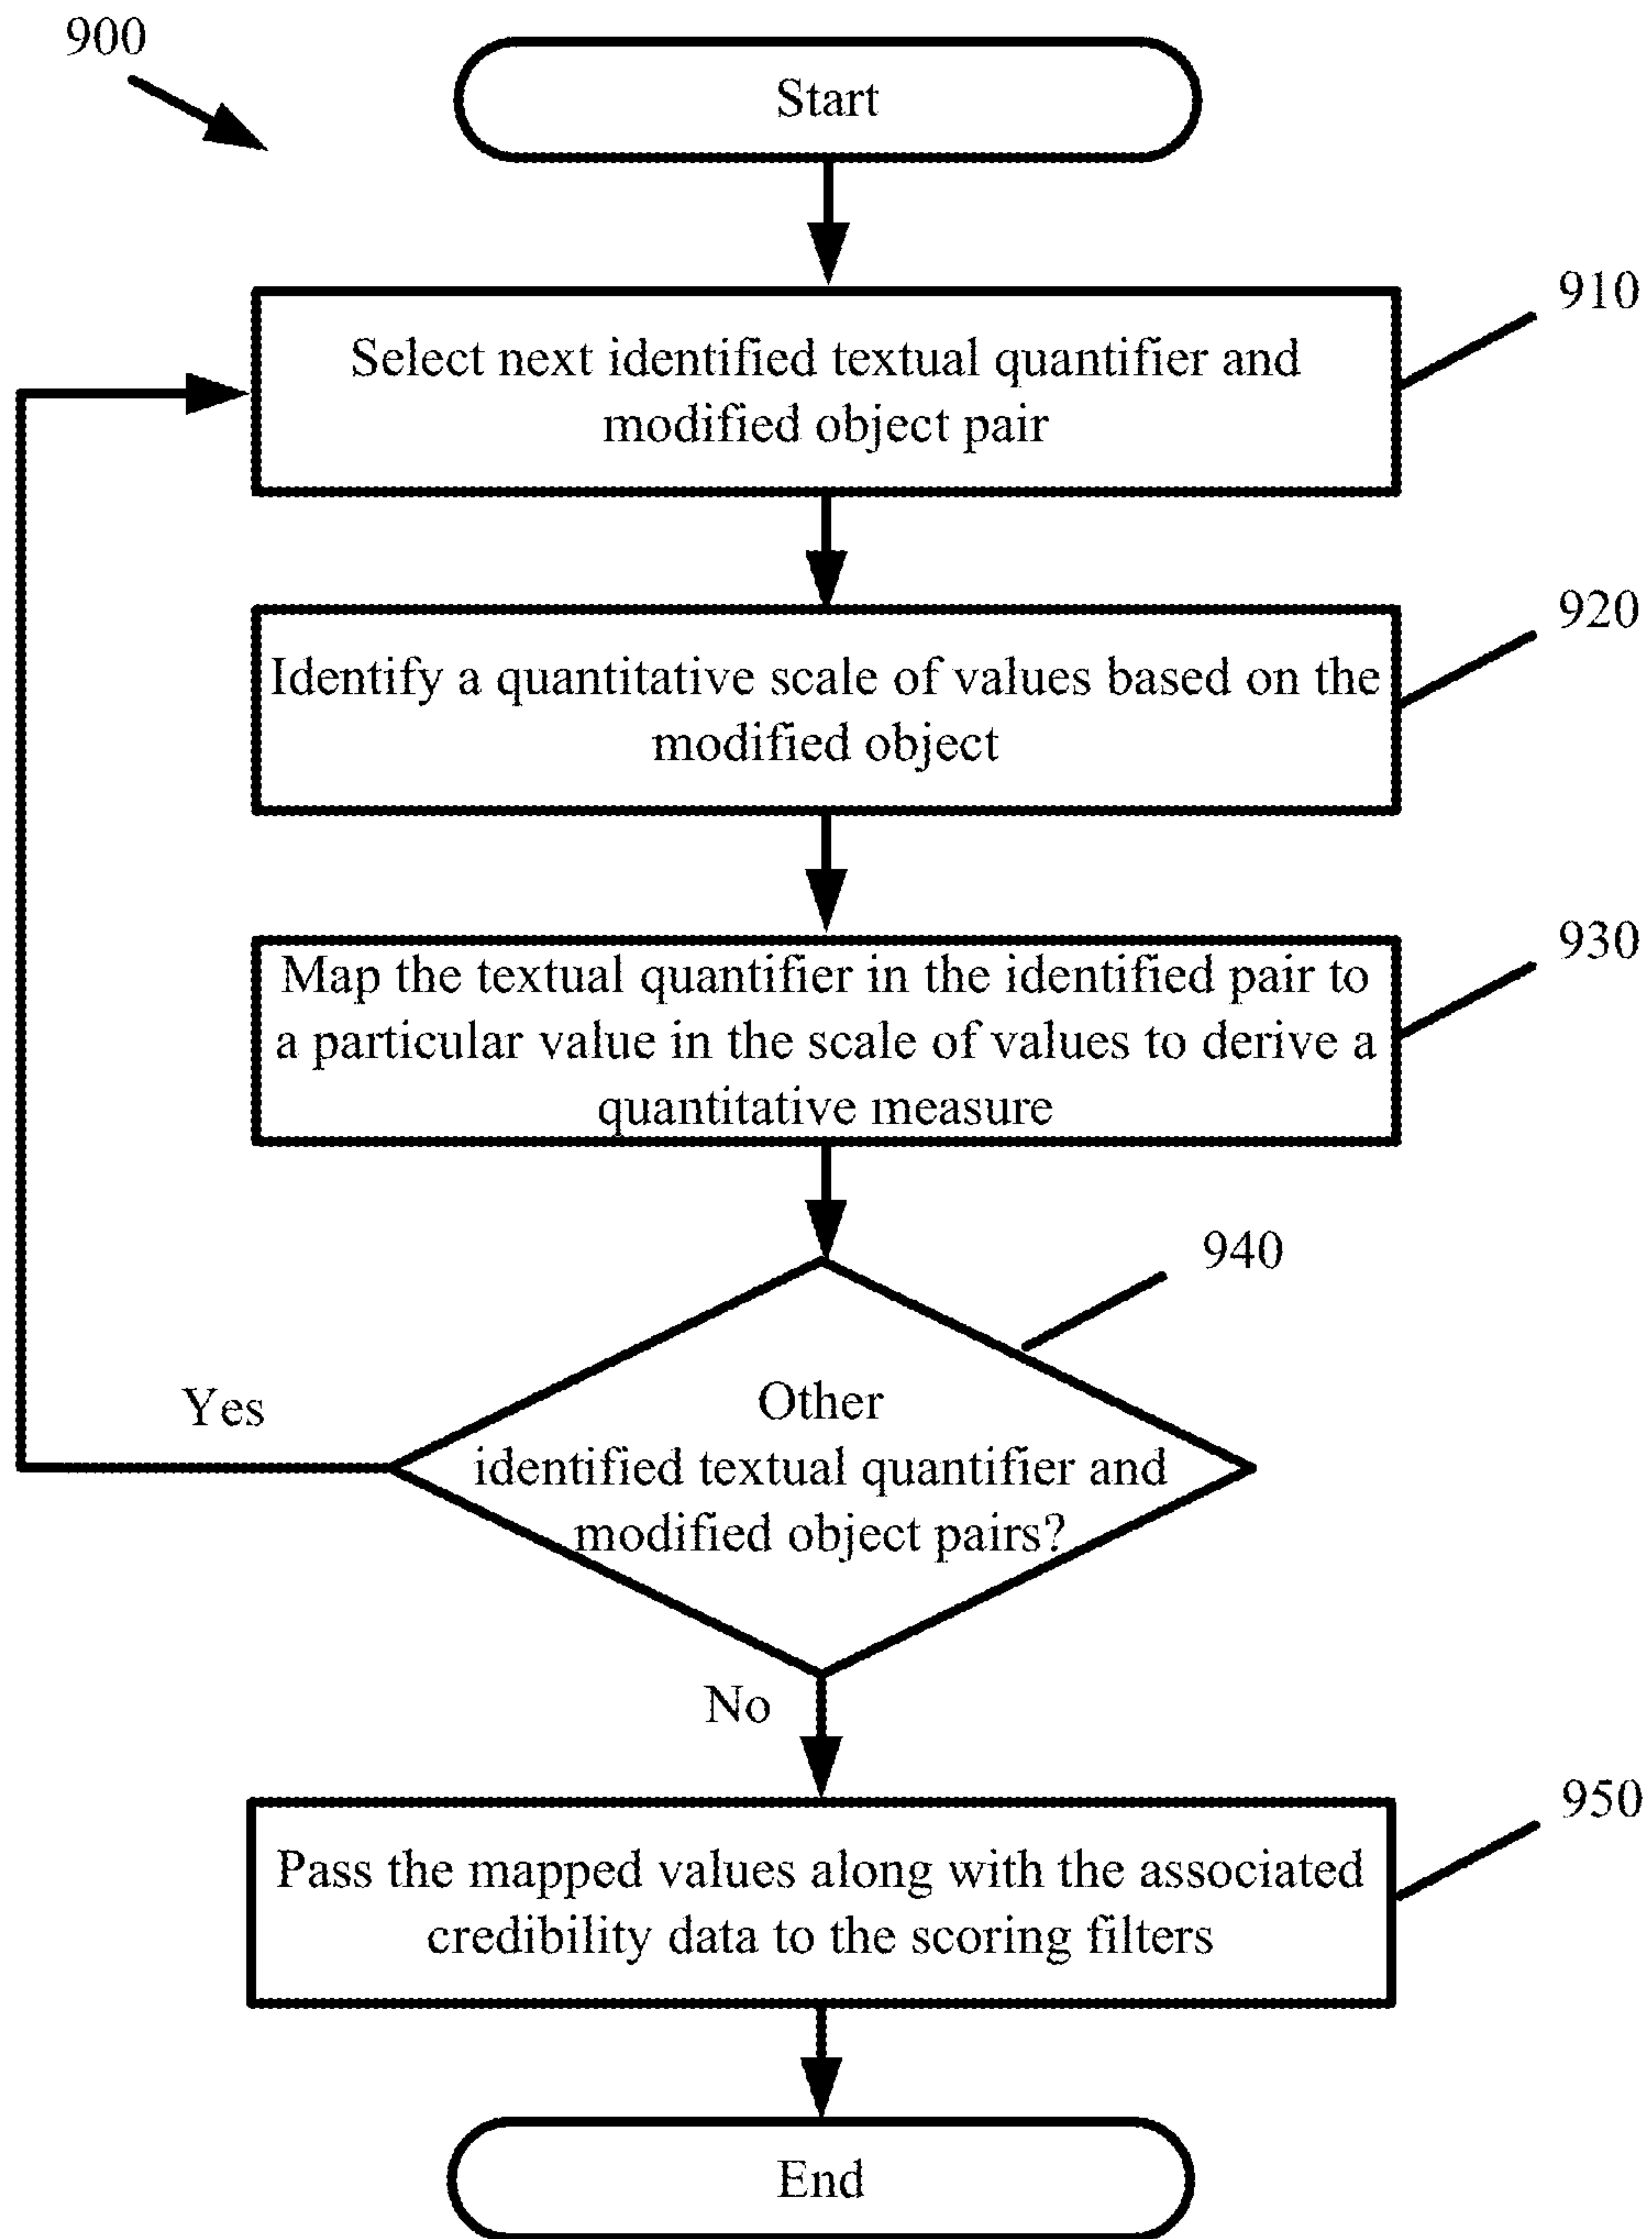 900
Start
910
Select next identified textual quantifier and
modified object pair
920
Identify a quantitative scale of values based on the
modified object
930
Map the textual quantifier in the identified pair to
a particular value in the scale of values to derive a
quantitative measure
940
Other
identified textual quantifier and
modified object pairs?
Yes
No
950
Pass the mapped values along with the associated
credibility data to the scoring filters
End